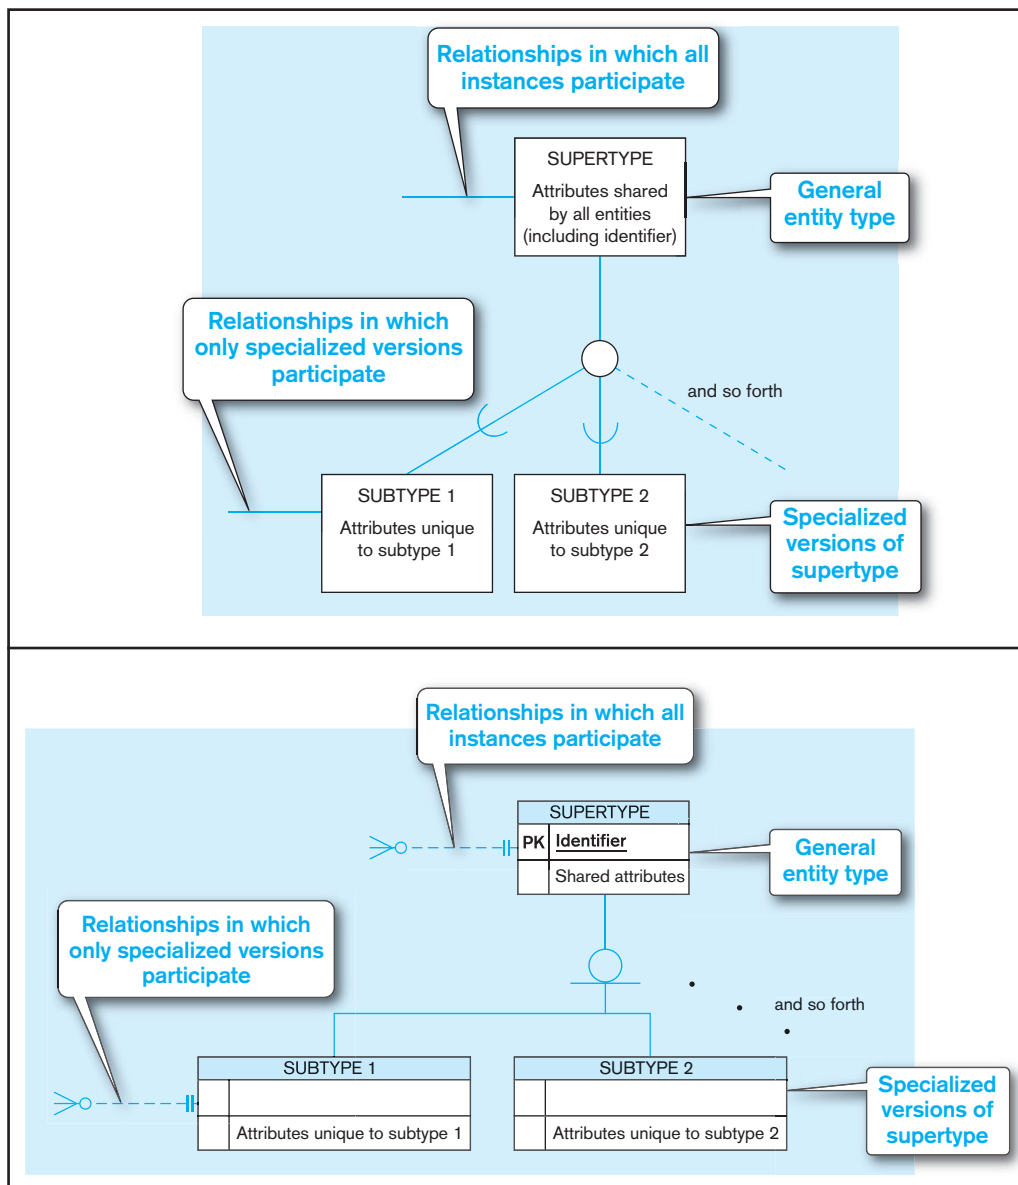 Relationships in which all
instances participate
SUPERTYPE
Attributes shared
by all entities
(including identifier)
General
entity type
Relationships in which
only specialized versions
participate
and so forth
SUBTYPE 1
Attributes unique
to subtype 1
SUBTYPE 2
Attributes unique
to subtype 2
Specialized
versions of
supertype
Relationships in which all
instances participate
SUPERTYPE
PK Identifier
Shared attributes
General
entity type
Relationships in which
only specialized versions
participate
and so forth
SUBTYPE 1
Attributes unique to subtype 1
SUBTYPE 2
Attributes unique to subtype 2
Specialized
versions of
supertype